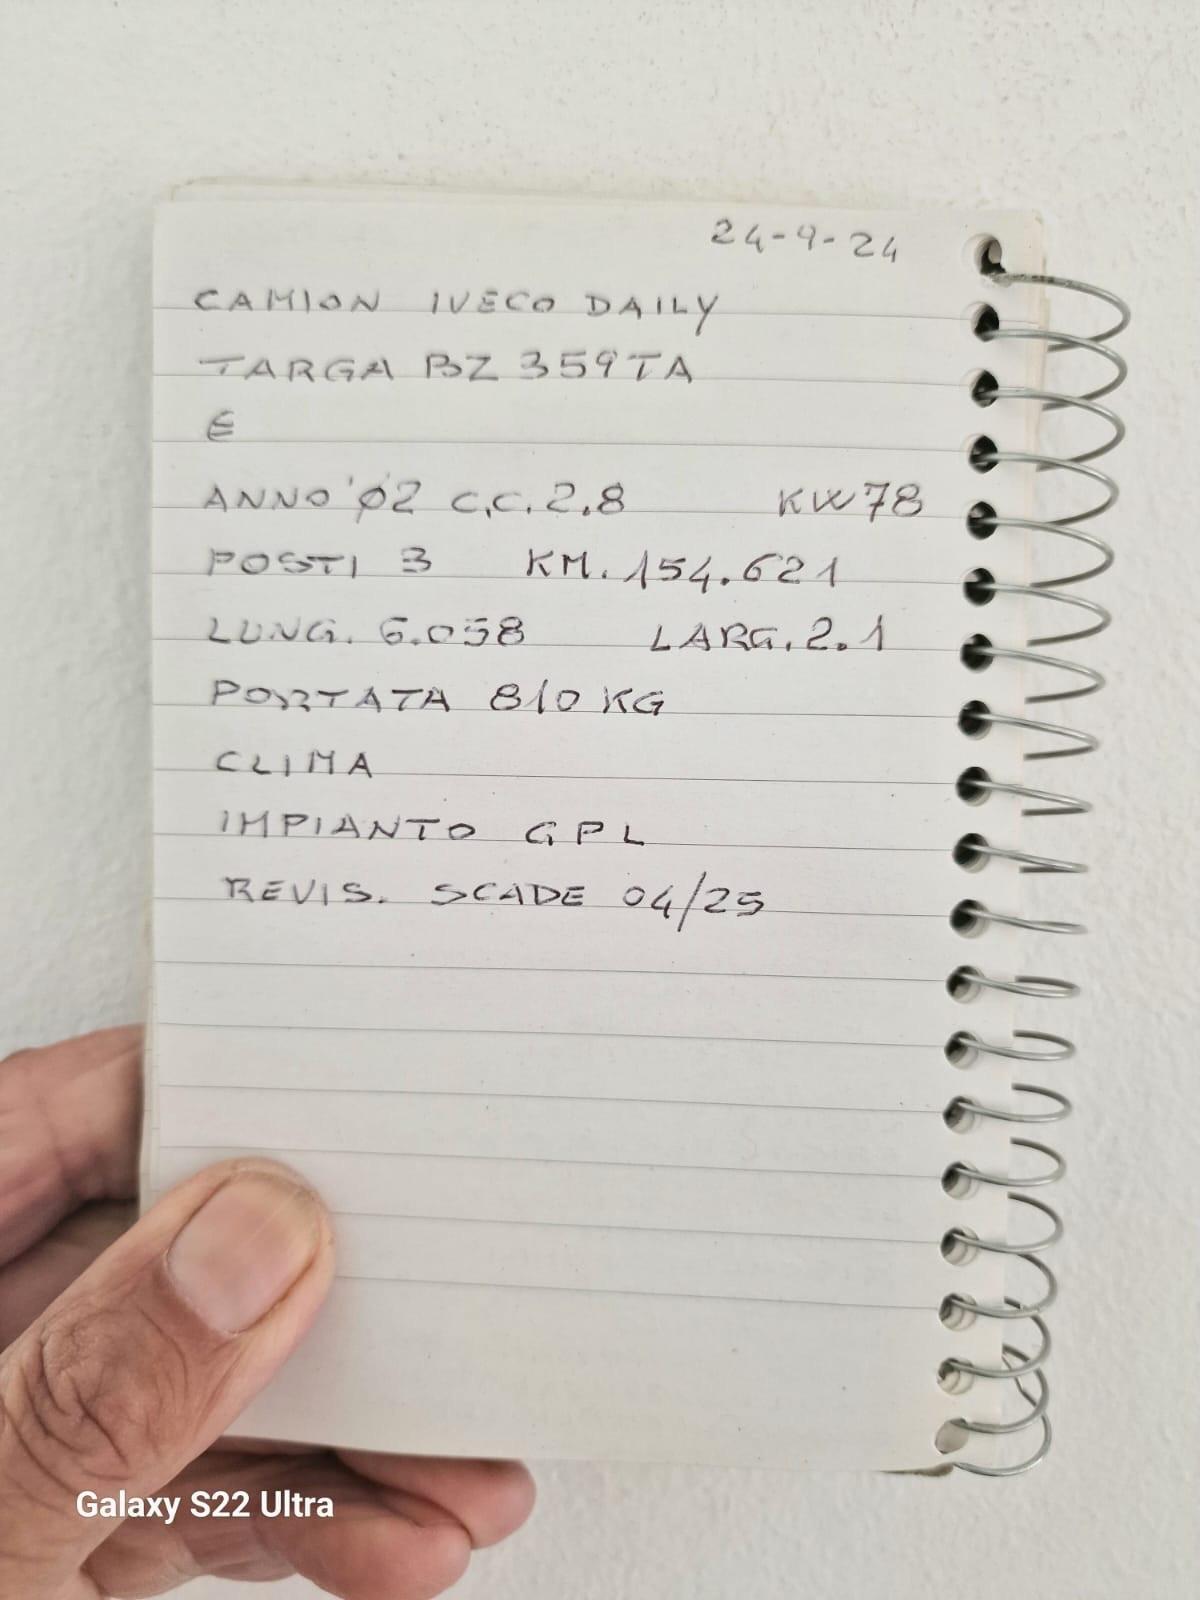 24-9-24
CAMION IVECO DAILY
TARGA BZ 359TA
€
ANNO '02 C.C. 2.8 KW78
POSTI 3 KM. 154.621
LUNG. 6.058 LARG. 2.1
PORTATA 810 KG
CLIMA
IMPIANTO GPL
REVIS. SCADE 04/25
Galaxy S22 Ultra